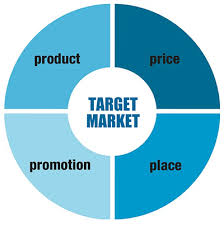 product
price
TARGET
MARKET
promotion
place